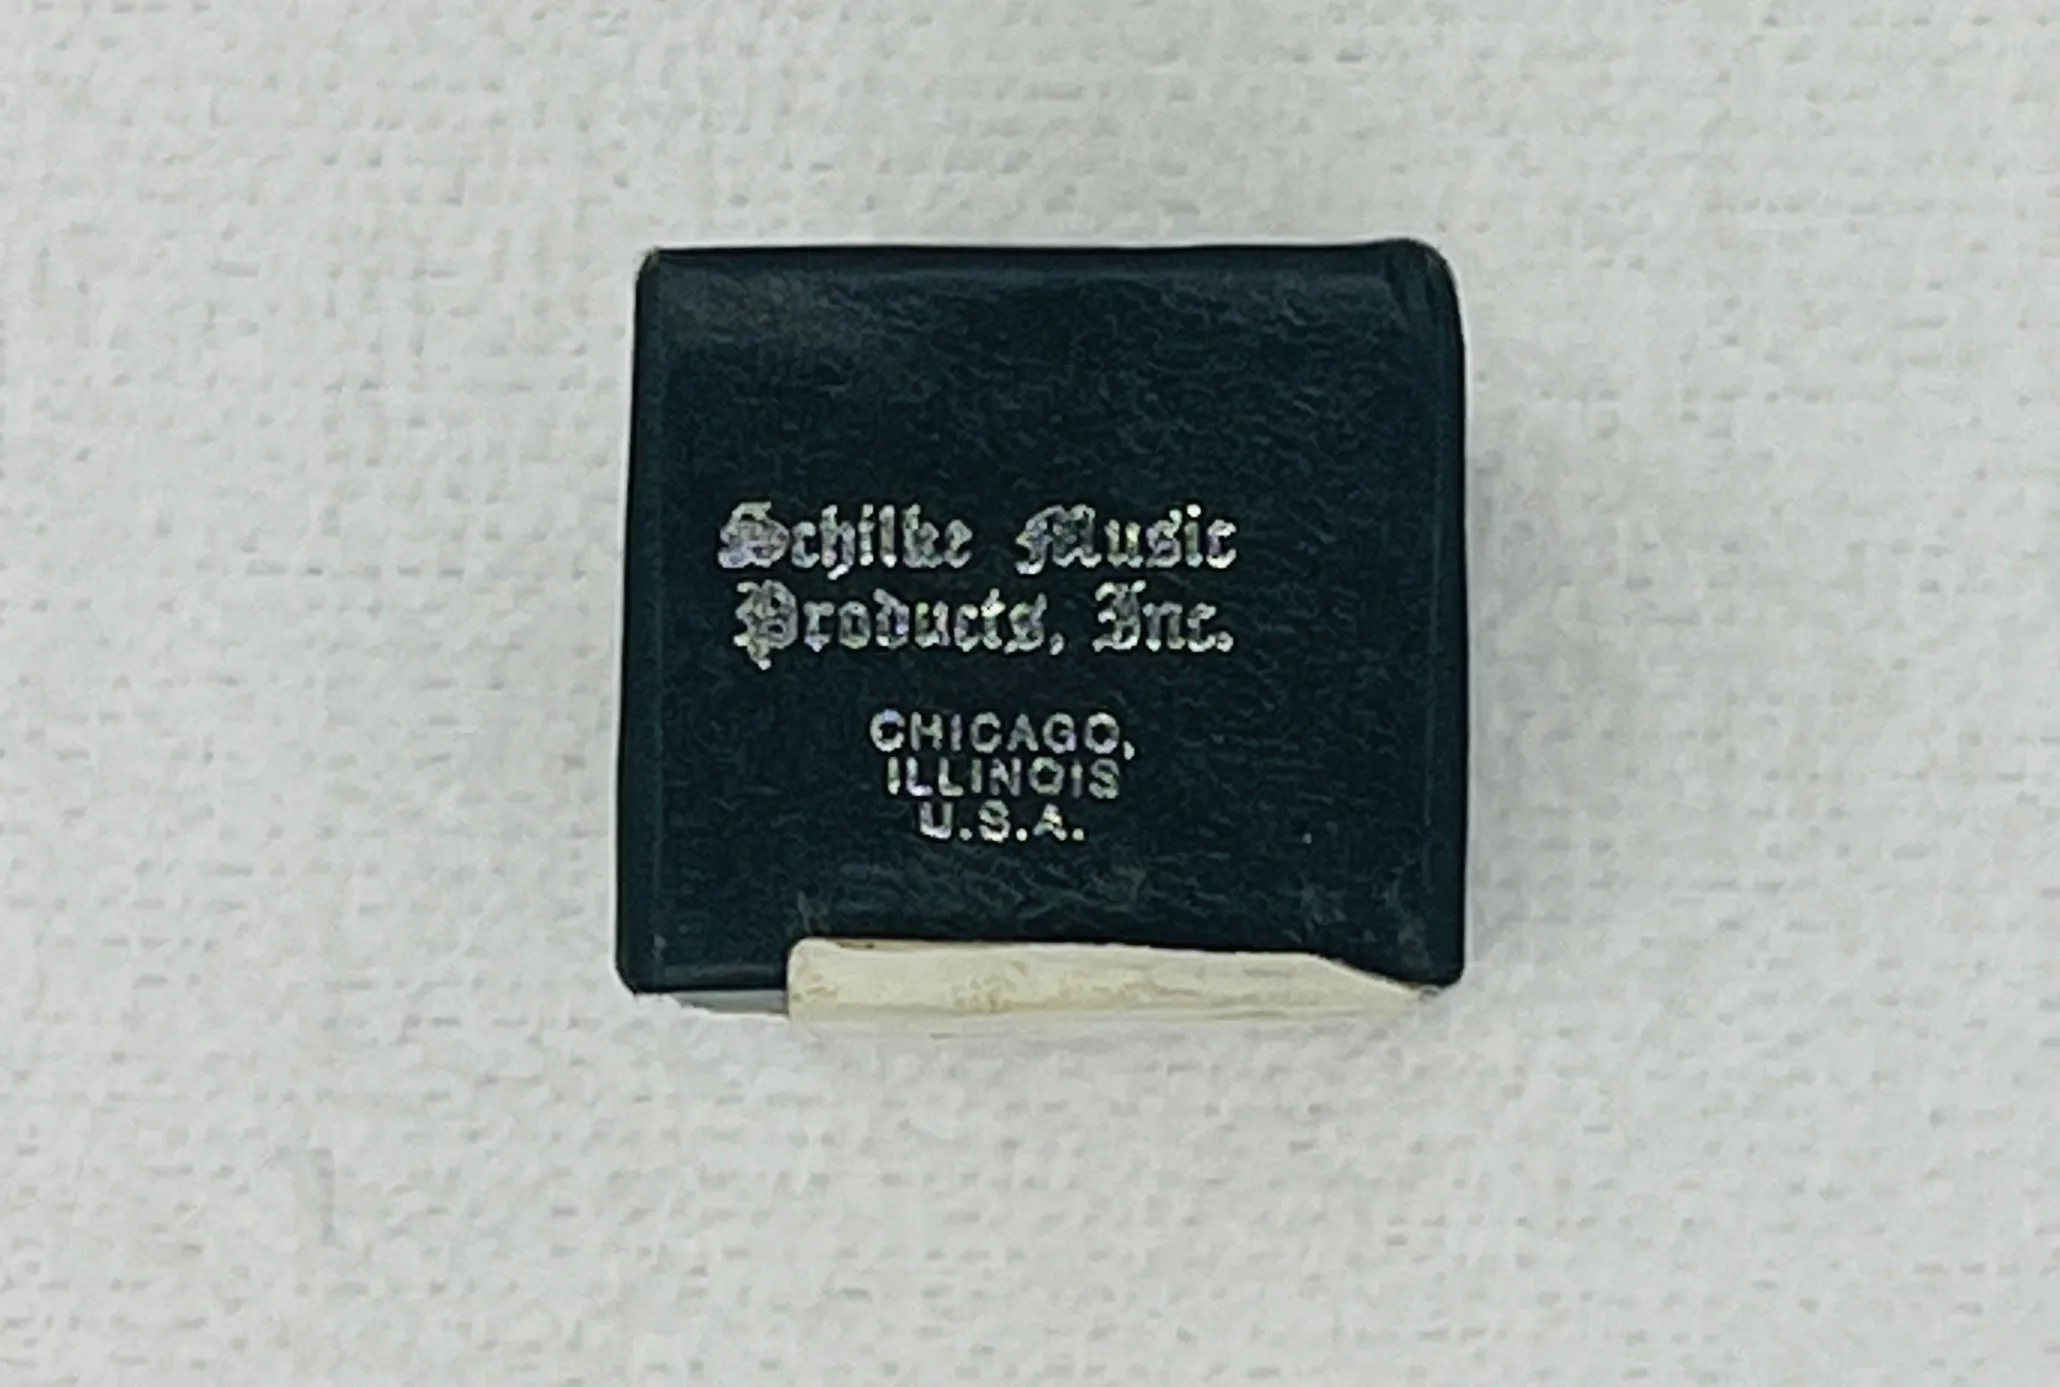 Schilke Music
Products, Inc.
CHICAGO,
ILLINOIS
U.S.A.